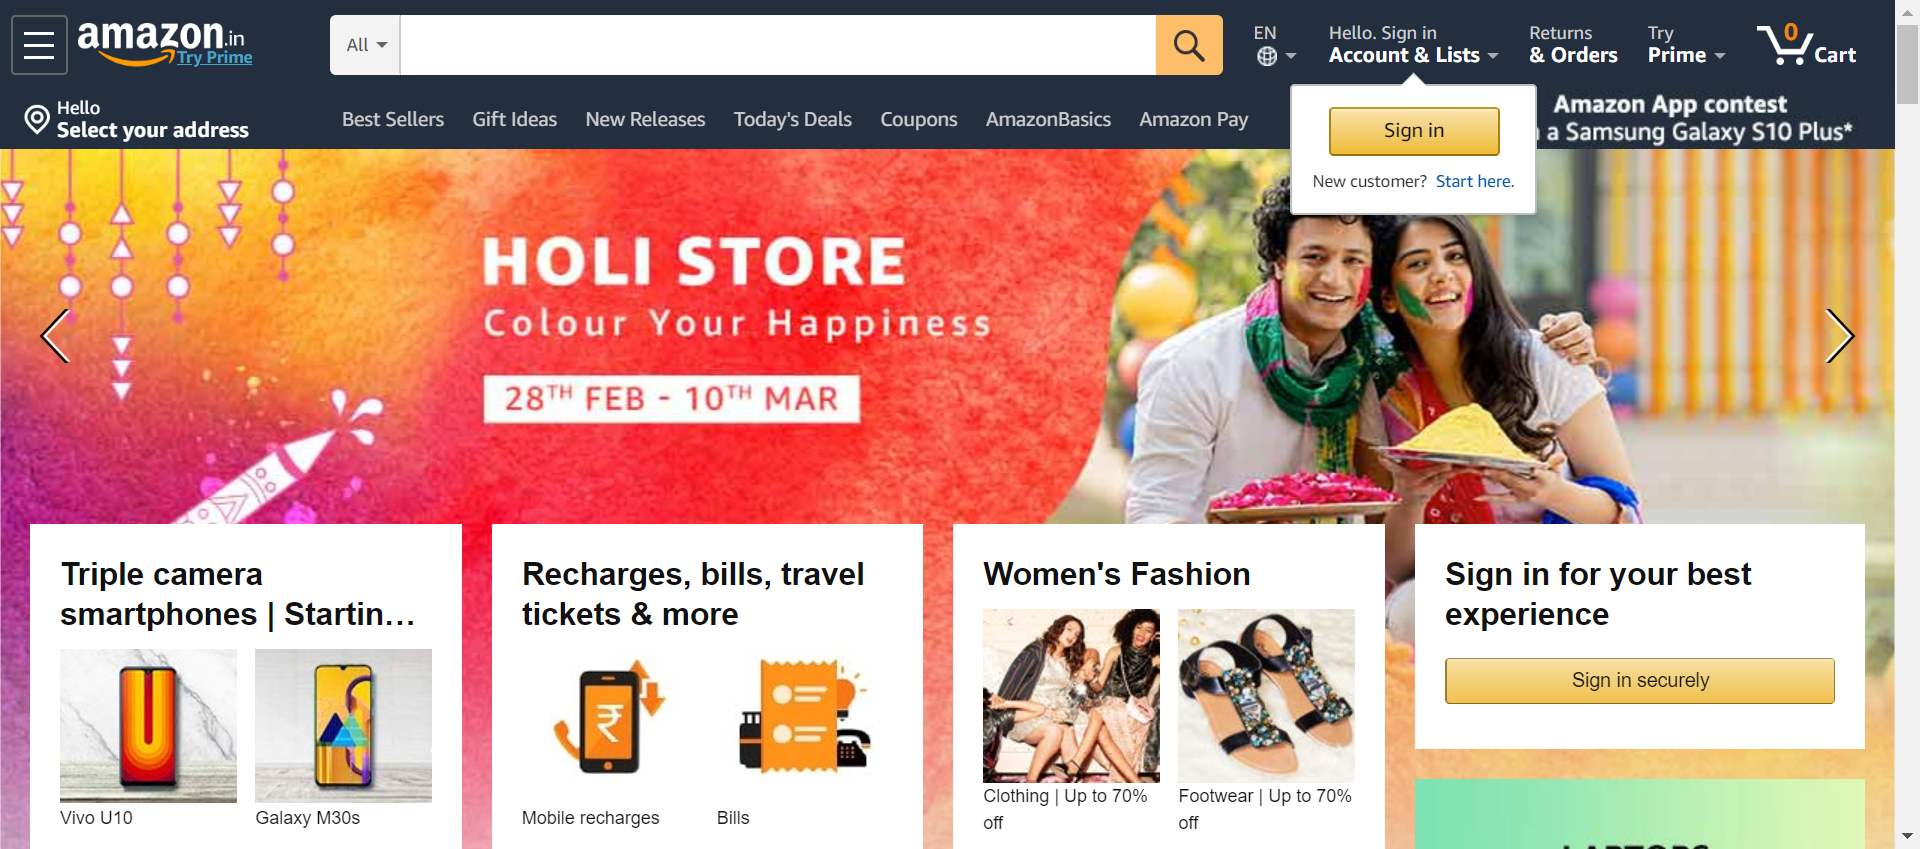 amazon.in
Try Prime
All
EN
Hello. Sign in
Account & Lists
Returns
& Orders
Try
Prime
0
Cart
Hello
Select your address
Best Sellers
Gift Ideas
New Releases
Today's Deals
Coupons
AmazonBasics
Amazon Pay
Amazon App contest
a Samsung Galaxy S10 Plus*
Sign in
New customer? Start here.
HOLI STORE
Colour Your Happiness
28TH FEB - 10TH MAR
Triple camera
smartphones | Startin…
Vivo U10
Galaxy M30s
Recharges, bills, travel
tickets & more
₹
Mobile recharges
Bills
Women's Fashion
Clothing | Up to 70%
off
Footwear | Up to 70%
off
Sign in for your best
experience
Sign in securely
LAPTOPS